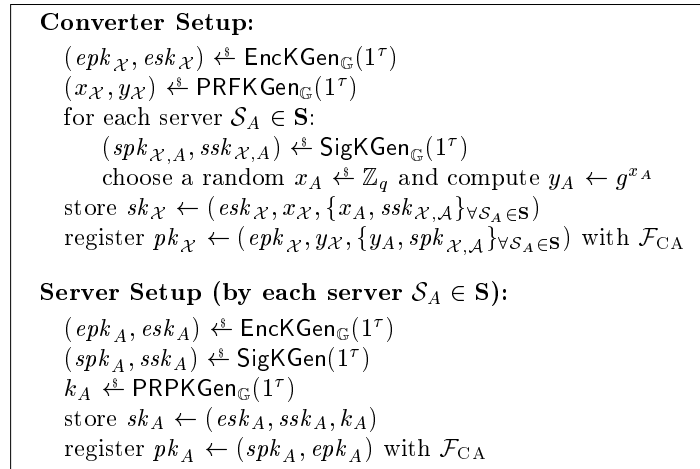 Converter Setup:
(epk_𝒳, esk_𝒳) ←$ EncKGen_𝔾(1^τ)
(x_𝒳, y_𝒳) ←$ PRFKGen_𝔾(1^τ)
for each server 𝒮_A ∈ S:
(spk_{𝒳,A}, ssk_{𝒳,A}) ←$ SigKGen_𝔾(1^τ)
choose a random x_A ←$ ℤ_q and compute y_A ← g^{x_A}
store sk_𝒳 ← (esk_𝒳, x_𝒳, {x_A, ssk_{𝒳,𝒜}}_{∀𝒮_A∈S})
register pk_𝒳 ← (epk_𝒳, y_𝒳, {y_A, spk_{𝒳,𝒜}}_{∀𝒮_A∈S}) with ℱ_CA
Server Setup (by each server 𝒮_A ∈ S):
(epk_A, esk_A) ←$ EncKGen_𝔾(1^τ)
(spk_A, ssk_A) ←$ SigKGen(1^τ)
k_A ←$ PRPKGen_𝔾(1^τ)
store sk_A ← (esk_A, ssk_A, k_A)
register pk_A ← (spk_A, epk_A) with ℱ_CA